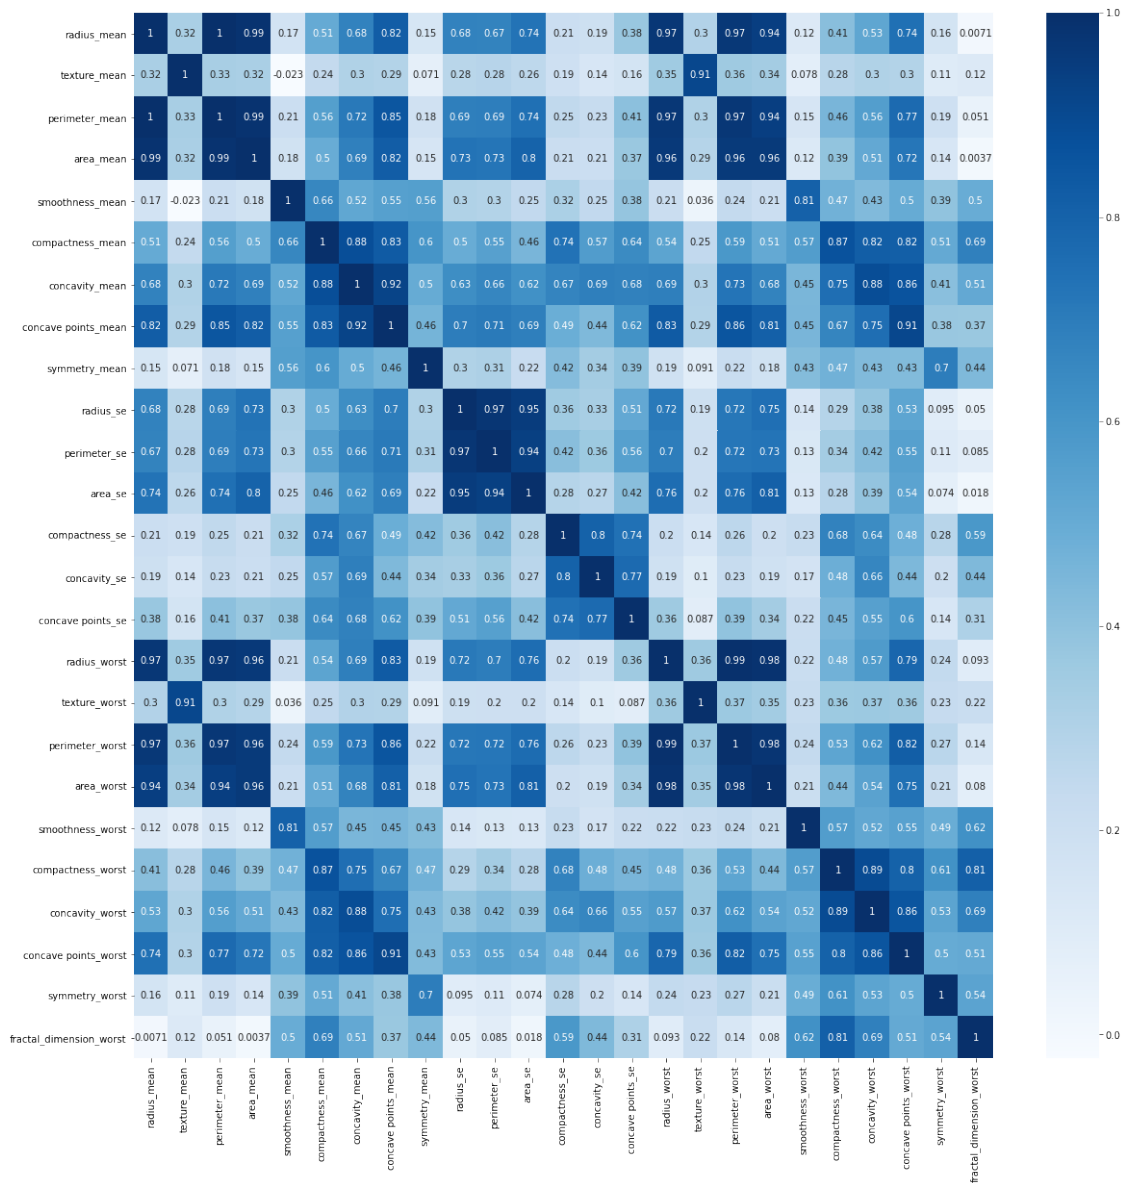 radius_mean 1 0.32 1 0.99 0.17 0.51 0.68 0.82 0.15 0.68 0.67 0.74 0.21 0.19 0.38 0.97 0.3 0.97 0.94 0.12 0.41 0.53 0.74 0.16 0.0071
texture_mean 0.32 1 0.33 0.32 -0.023 0.24 0.3 0.29 0.071 0.28 0.28 0.26 0.19 0.14 0.16 0.35 0.91 0.36 0.34 0.078 0.28 0.3 0.3 0.11 0.12
perimeter_mean 1 0.33 1 0.99 0.21 0.56 0.72 0.85 0.18 0.69 0.69 0.74 0.25 0.23 0.41 0.97 0.3 0.97 0.94 0.15 0.46 0.56 0.77 0.19 0.051
area_mean 0.99 0.32 0.99 1 0.18 0.5 0.69 0.82 0.15 0.73 0.73 0.8 0.21 0.21 0.37 0.96 0.29 0.96 0.96 0.12 0.39 0.51 0.72 0.14 0.0037
smoothness_mean 0.17 -0.023 0.21 0.18 1 0.66 0.52 0.55 0.56 0.3 0.3 0.25 0.32 0.25 0.38 0.21 0.036 0.24 0.21 0.81 0.47 0.43 0.5 0.39 0.5
compactness_mean 0.51 0.24 0.56 0.5 0.66 1 0.88 0.83 0.6 0.5 0.55 0.46 0.74 0.57 0.64 0.54 0.25 0.59 0.51 0.57 0.87 0.82 0.82 0.51 0.69
concavity_mean 0.68 0.3 0.72 0.69 0.52 0.88 1 0.92 0.5 0.63 0.66 0.62 0.67 0.69 0.68 0.69 0.3 0.73 0.68 0.45 0.75 0.88 0.86 0.41 0.51
concave points_mean 0.82 0.29 0.85 0.82 0.55 0.83 0.92 1 0.46 0.7 0.71 0.69 0.49 0.44 0.62 0.83 0.29 0.86 0.81 0.45 0.67 0.75 0.91 0.38 0.37
symmetry_mean 0.15 0.071 0.18 0.15 0.56 0.6 0.5 0.46 1 0.3 0.31 0.22 0.42 0.34 0.39 0.19 0.091 0.22 0.18 0.43 0.47 0.43 0.43 0.7 0.44
radius_se 0.68 0.28 0.69 0.73 0.3 0.5 0.63 0.7 0.3 1 0.97 0.95 0.36 0.33 0.51 0.72 0.19 0.72 0.75 0.14 0.29 0.38 0.53 0.095 0.05
perimeter_se 0.67 0.28 0.69 0.73 0.3 0.55 0.66 0.71 0.31 0.97 1 0.94 0.42 0.36 0.56 0.7 0.2 0.72 0.73 0.13 0.34 0.42 0.55 0.11 0.085
area_se 0.74 0.26 0.74 0.8 0.25 0.46 0.62 0.69 0.22 0.95 0.94 1 0.28 0.27 0.42 0.76 0.2 0.76 0.81 0.13 0.28 0.39 0.54 0.074 0.018
compactness_se 0.21 0.19 0.25 0.21 0.32 0.74 0.67 0.49 0.42 0.36 0.42 0.28 1 0.8 0.74 0.2 0.14 0.26 0.2 0.23 0.68 0.64 0.48 0.28 0.59
concavity_se 0.19 0.14 0.23 0.21 0.25 0.57 0.69 0.44 0.34 0.33 0.36 0.27 0.8 1 0.77 0.19 0.1 0.23 0.19 0.17 0.48 0.66 0.44 0.2 0.44
concave points_se 0.38 0.16 0.41 0.37 0.38 0.64 0.68 0.62 0.39 0.51 0.56 0.42 0.74 0.77 1 0.36 0.087 0.39 0.34 0.22 0.45 0.55 0.6 0.14 0.31
radius_worst 0.97 0.35 0.97 0.96 0.21 0.54 0.69 0.83 0.19 0.72 0.7 0.76 0.2 0.19 0.36 1 0.36 0.99 0.98 0.22 0.48 0.57 0.79 0.24 0.093
texture_worst 0.3 0.91 0.3 0.29 0.036 0.25 0.3 0.29 0.091 0.19 0.2 0.2 0.14 0.1 0.087 0.36 1 0.37 0.35 0.23 0.36 0.37 0.36 0.23 0.22
perimeter_worst 0.97 0.36 0.97 0.96 0.24 0.59 0.73 0.86 0.22 0.72 0.72 0.76 0.26 0.23 0.39 0.99 0.37 1 0.98 0.24 0.53 0.62 0.82 0.27 0.14
area_worst 0.94 0.34 0.94 0.96 0.21 0.51 0.68 0.81 0.18 0.75 0.73 0.81 0.2 0.19 0.34 0.98 0.35 0.98 1 0.21 0.44 0.54 0.75 0.21 0.08
smoothness_worst 0.12 0.078 0.15 0.12 0.81 0.57 0.45 0.45 0.43 0.14 0.13 0.13 0.23 0.17 0.22 0.22 0.23 0.24 0.21 1 0.57 0.52 0.55 0.49 0.62
compactness_worst 0.41 0.28 0.46 0.39 0.47 0.87 0.75 0.67 0.47 0.29 0.34 0.28 0.68 0.48 0.45 0.48 0.36 0.53 0.44 0.57 1 0.89 0.8 0.61 0.81
concavity_worst 0.53 0.3 0.56 0.51 0.43 0.82 0.88 0.75 0.43 0.38 0.42 0.39 0.64 0.66 0.55 0.57 0.37 0.62 0.54 0.52 0.89 1 0.86 0.53 0.69
concave points_worst 0.74 0.3 0.77 0.72 0.5 0.82 0.86 0.91 0.43 0.53 0.55 0.54 0.48 0.44 0.6 0.79 0.36 0.82 0.75 0.55 0.8 0.86 1 0.5 0.51
symmetry_worst 0.16 0.11 0.19 0.14 0.39 0.51 0.41 0.38 0.7 0.095 0.11 0.074 0.28 0.2 0.14 0.24 0.23 0.27 0.21 0.49 0.61 0.53 0.5 1 0.54
fractal_dimension_worst 0.0071 0.12 0.051 0.0037 0.5 0.69 0.51 0.37 0.44 0.05 0.085 0.018 0.59 0.44 0.31 0.093 0.22 0.14 0.08 0.62 0.81 0.69 0.51 0.54 1
radius_mean
texture_mean
perimeter_mean
area_mean
smoothness_mean
compactness_mean
concavity_mean
concave points_mean
symmetry_mean
radius_se
perimeter_se
area_se
compactness_se
concavity_se
concave points_se
radius_worst
texture_worst
perimeter_worst
area_worst
smoothness_worst
compactness_worst
concavity_worst
concave points_worst
symmetry_worst
fractal_dimension_worst
1.0
0.8
0.6
0.4
0.2
0.0